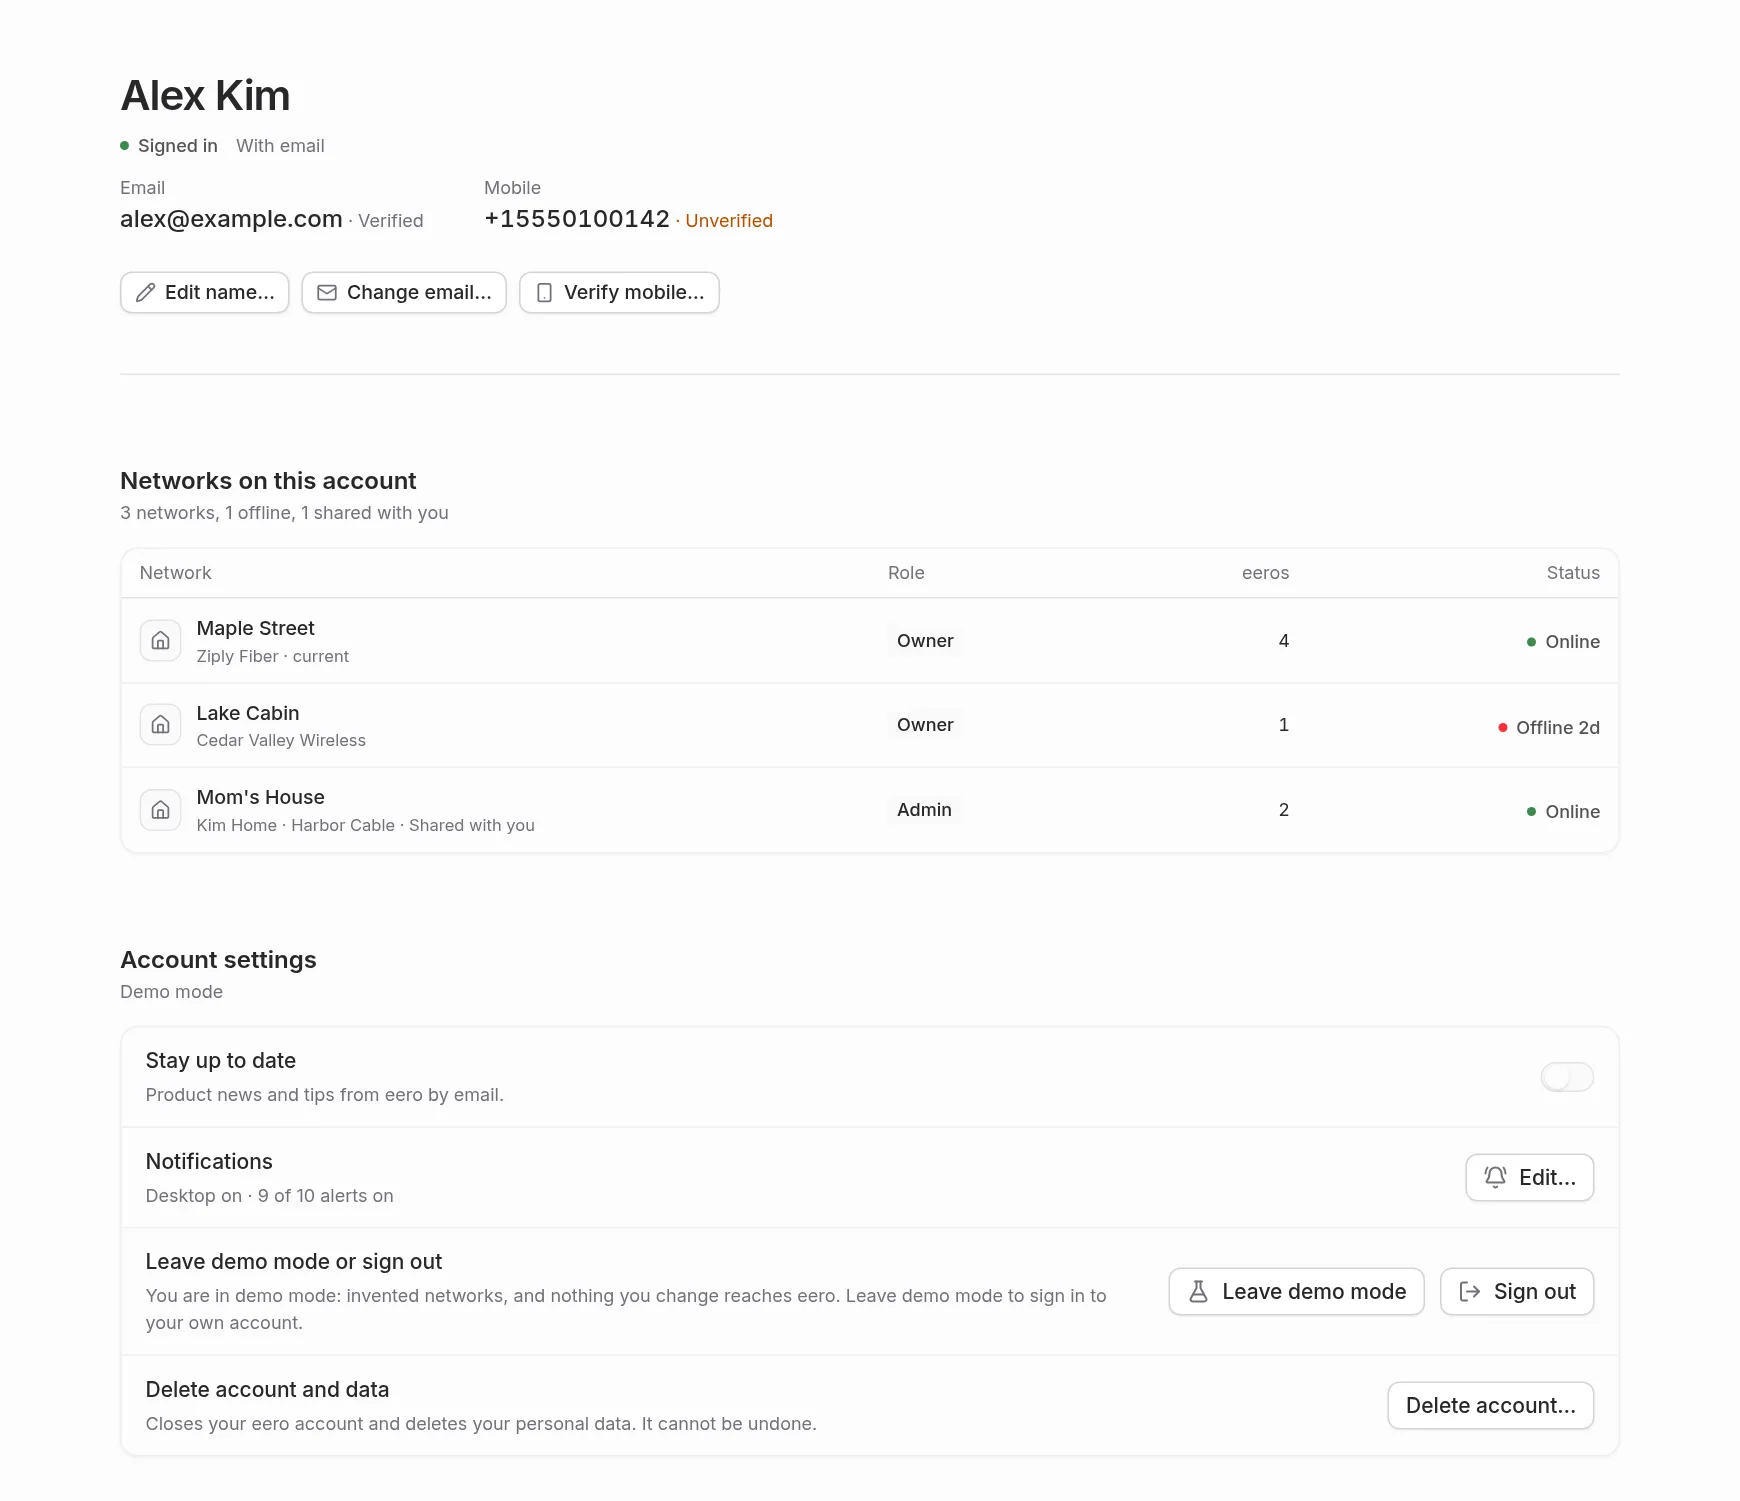 Alex Kim
Signed in With email
Email Mobile
alex@example.com · Verified +15550100142 · Unverified
Edit name... Change email... Verify mobile...
Networks on this account
3 networks, 1 offline, 1 shared with you
Network Role eeros Status
Maple Street
Ziply Fiber · current
Owner 4 Online
Lake Cabin
Cedar Valley Wireless
Owner 1 Offline 2d
Mom's House
Kim Home · Harbor Cable · Shared with you
Admin 2 Online
Account settings
Demo mode
Stay up to date
Product news and tips from eero by email.
Notifications
Desktop on · 9 of 10 alerts on
Edit...
Leave demo mode or sign out
You are in demo mode: invented networks, and nothing you change reaches eero. Leave demo mode to sign in to
your own account.
Leave demo mode Sign out
Delete account and data
Closes your eero account and deletes your personal data. It cannot be undone.
Delete account...